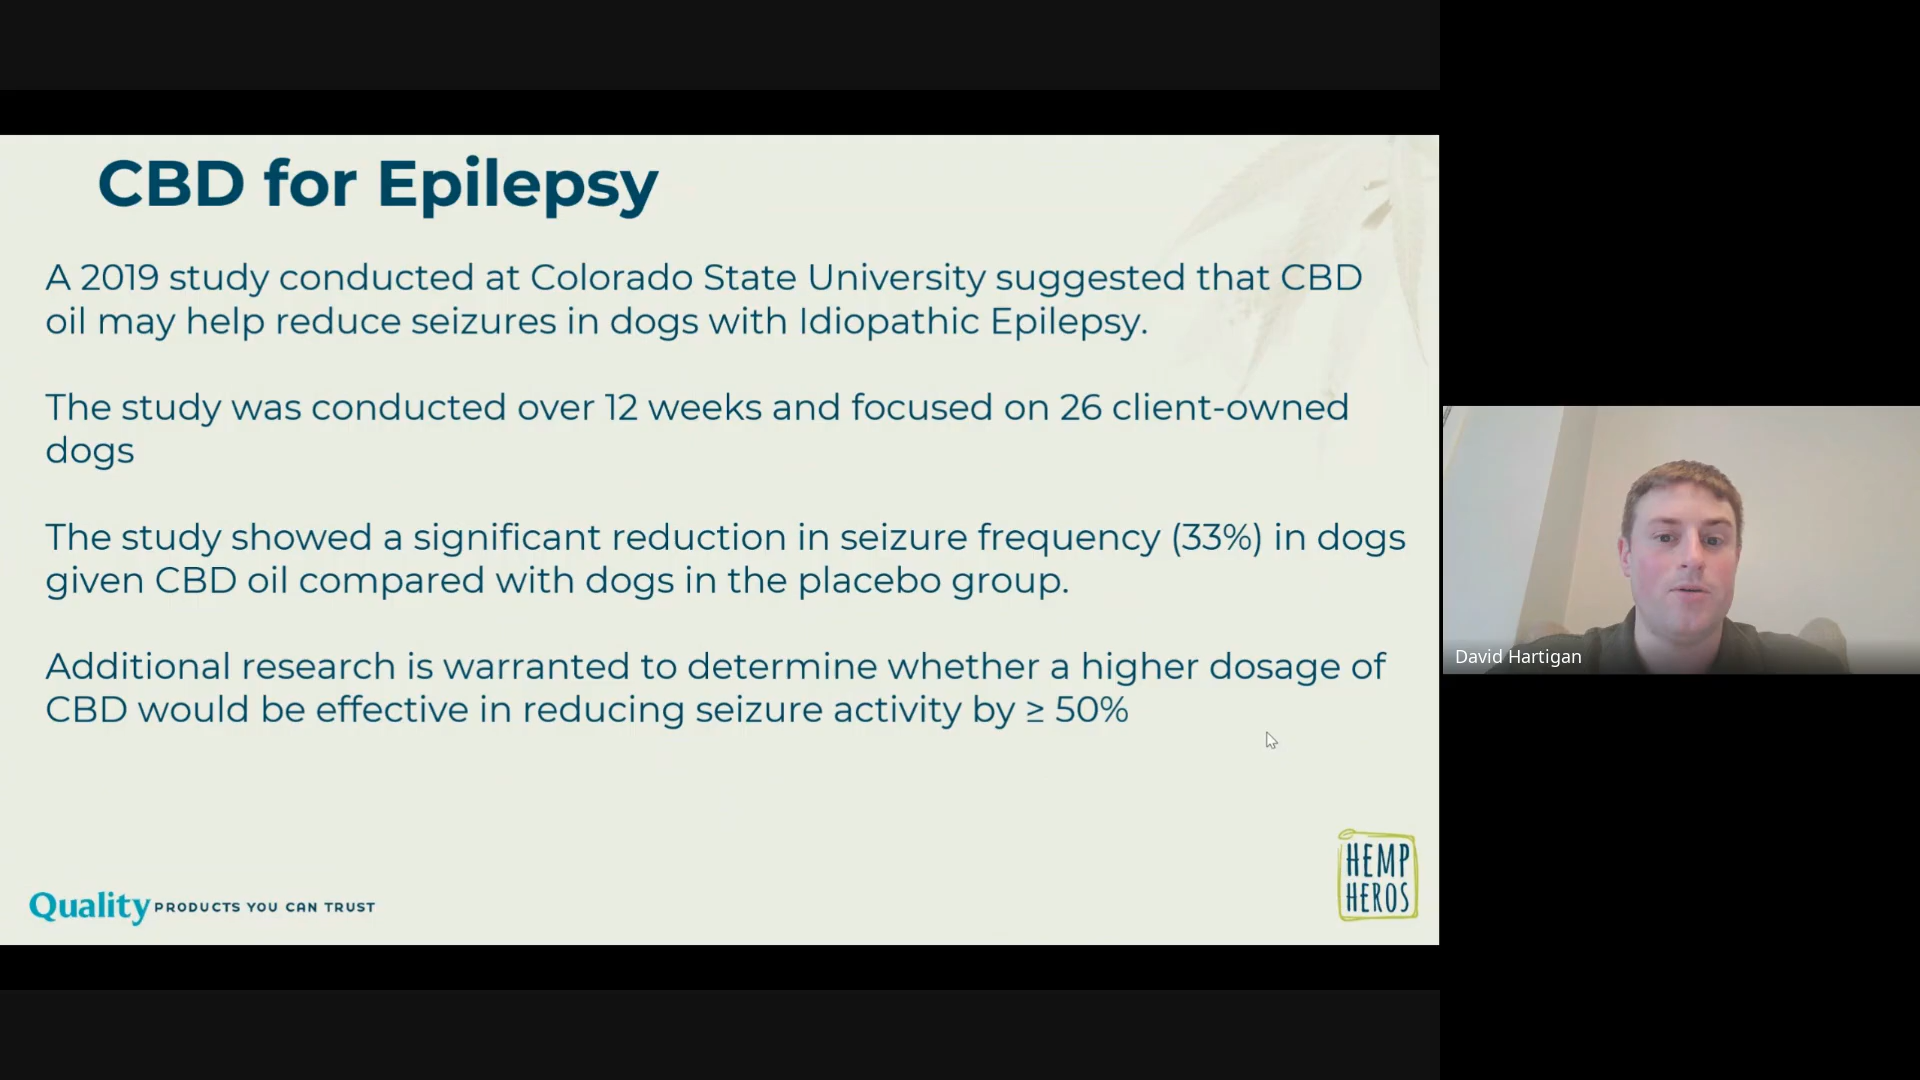 CBD for Epilepsy
A 2019 study conducted at Colorado State University suggested that CBD
oil may help reduce seizures in dogs with Idiopathic Epilepsy.
The study was conducted over 12 weeks and focused on 26 client-owned
dogs
The study showed a significant reduction in seizure frequency (33%) in dogs
given CBD oil compared with dogs in the placebo group.
Additional research is warranted to determine whether a higher dosage of
CBD would be effective in reducing seizure activity by ≥ 50%
Quality PRODUCTS YOU CAN TRUST
HEMP
HEROS
David Hartigan